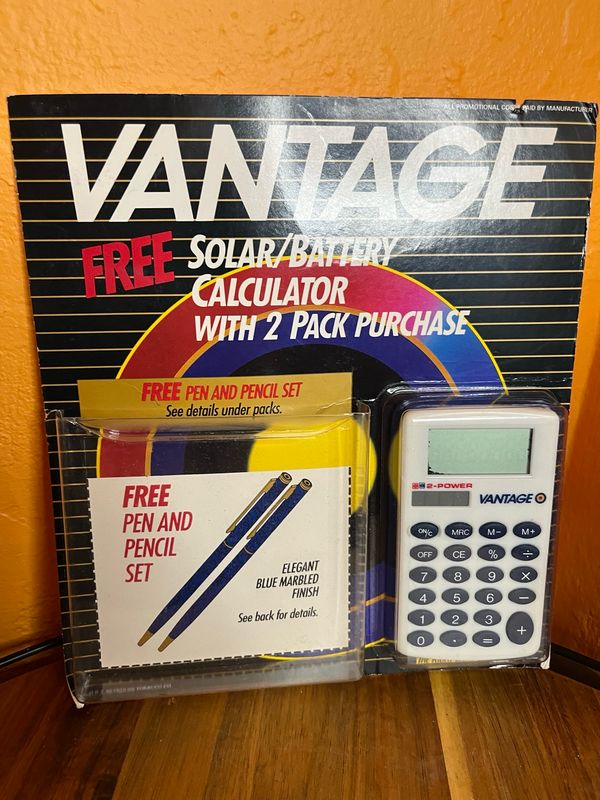 ALL PROMOTIONAL PAID BY MANUFACTURER
VANTAGE
FREE SOLAR/BATTERY
CALCULATOR
WITH 2 PACK PURCHASE
FREE PEN AND PENCIL SET
See details under packs.
FREE
PEN AND
PENCIL
SET
ELEGANT
BLUE MARBLED
FINISH
See back for details.
2-POWER
VANTAGE
ON/C MRC M- M+
OFF CE % ÷
7 8 9 ×
4 5 6 −
1 2 3 +
0 . =